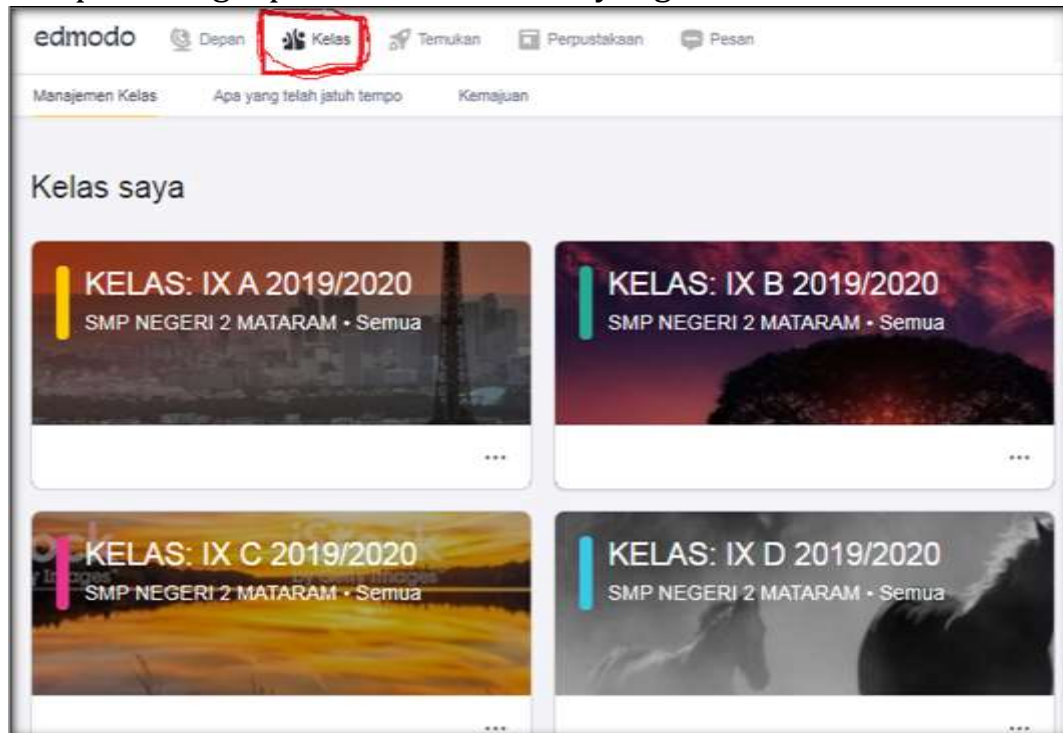 edmodo Depan Kelas Temukan Perpustakaan Pesan
Manajemen Kelas Apa yang telah jatuh tempo Kemajuan
Kelas saya
KELAS: IX A 2019/2020
SMP NEGERI 2 MATARAM • Semua
KELAS: IX B 2019/2020
SMP NEGERI 2 MATARAM • Semua
KELAS: IX C 2019/2020
SMP NEGERI 2 MATARAM • Semua
KELAS: IX D 2019/2020
SMP NEGERI 2 MATARAM • Semua